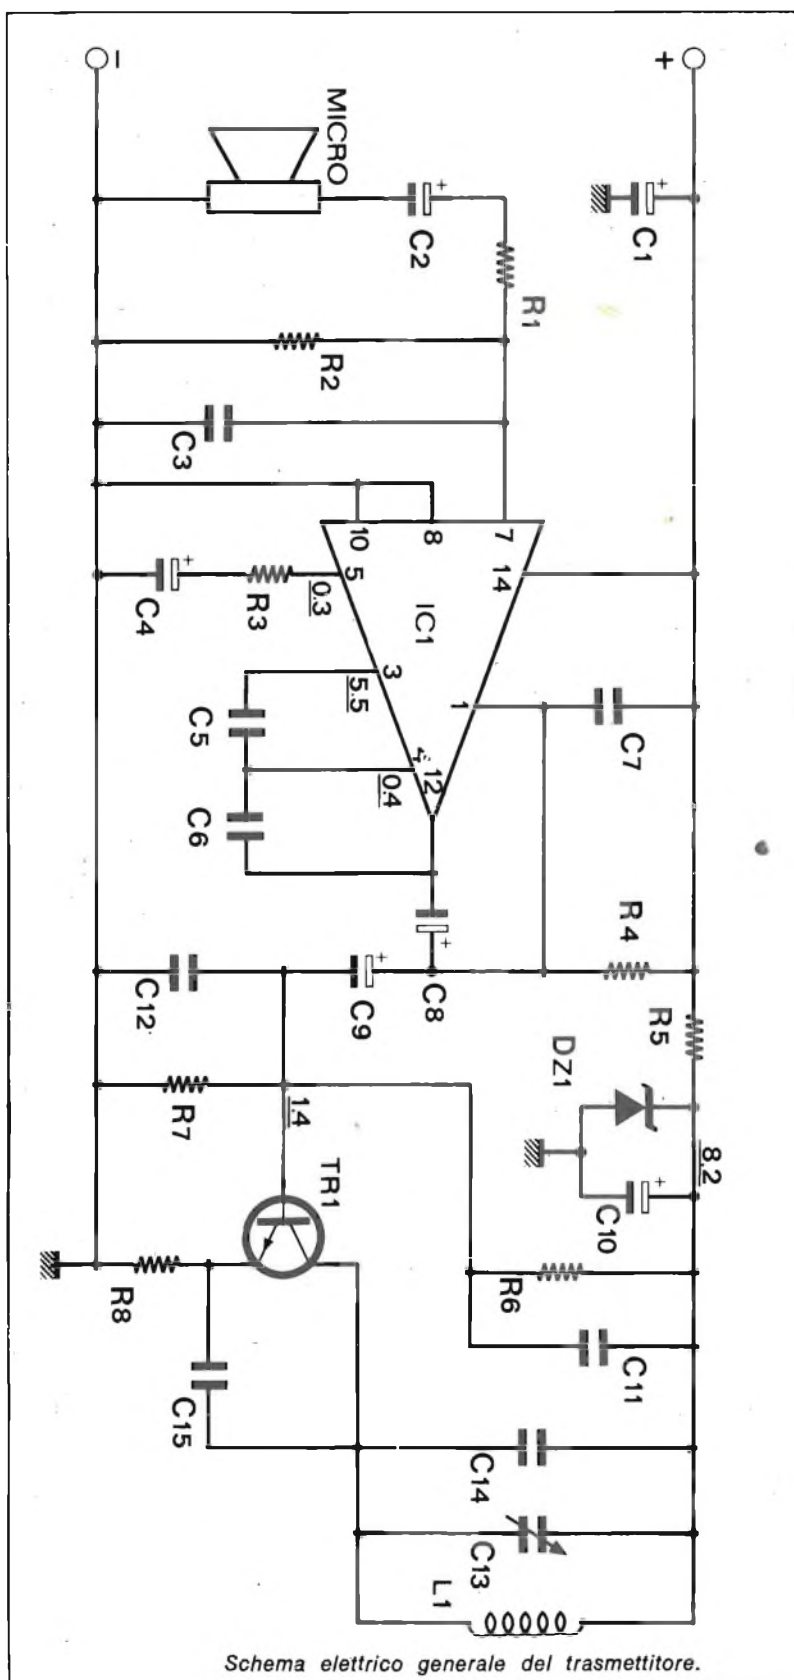 −
+
MICRO
C2
+
C1
+
R1
R2
C3
10
8
7
C4
+
R3
0.3
5
14
IC1
3
5.5
1
C7
C5
4
12
0.4
C6
C8
+
R4
C12
C9
+
R5
DZ1
R7
1.4
8.2
TR1
C10
+
R8
R6
C11
C15
C14
C13
L1
Schema elettrico generale del trasmettitore.